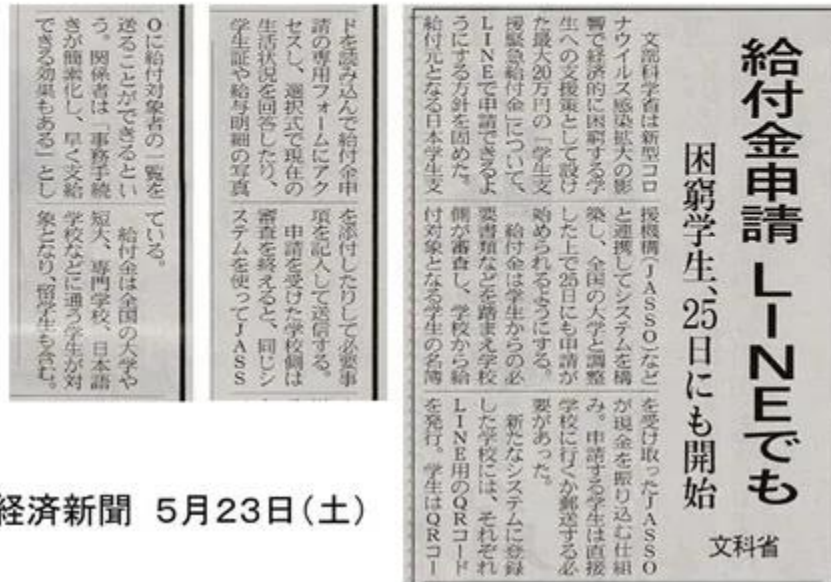 給付金申請 LINEでも
困窮学生、25日にも開始
文科省
文部科学省は新型コロ
ナウイルス感染拡大の影
響で経済的に困窮する学
生への支援策として設け
た最大20万円の「学生支
援緊急給付金」について、
LINEで申請できるよ
うにする方針を固めた。
給付元となる日本学生支
援機構(JASSO)など
と連携してシステムを構
築し、全国の大学と調整
した上で25日にも申請が
始められるようにする。
給付金は学生からの必
要書類などを踏まえ学校
側が審査し、学校から給
付対象となる学生の名簿
を受け取ったJASSO
が現金を振り込む仕組
み。申請する学生は直接
学校に行くか郵送する必
要があった。
新たなシステムに登録
した学校には、それぞれ
LINE用のQRコード
を発行。学生はQRコー
ドを読み込んで給付金申
請の専用フォームにアク
セスし、選択式で現在の
生活状況を回答したり、
学生証や給与明細の写真
を添付したりして必要事
項を記入して送信する。
申請を受けた学校側は
審査を終えると、同じシ
ステムを使ってJASS
Oに給付対象者の一覧を
送ることができるとい
う。関係者は「事務手続
きが簡素化し、早く支給
できる効果もある」とし
ている。
給付金は全国の大学や
短大、専門学校、日本語
学校などに通う学生が対
象となり、留学生も含む。
経済新聞 5月23日(土)